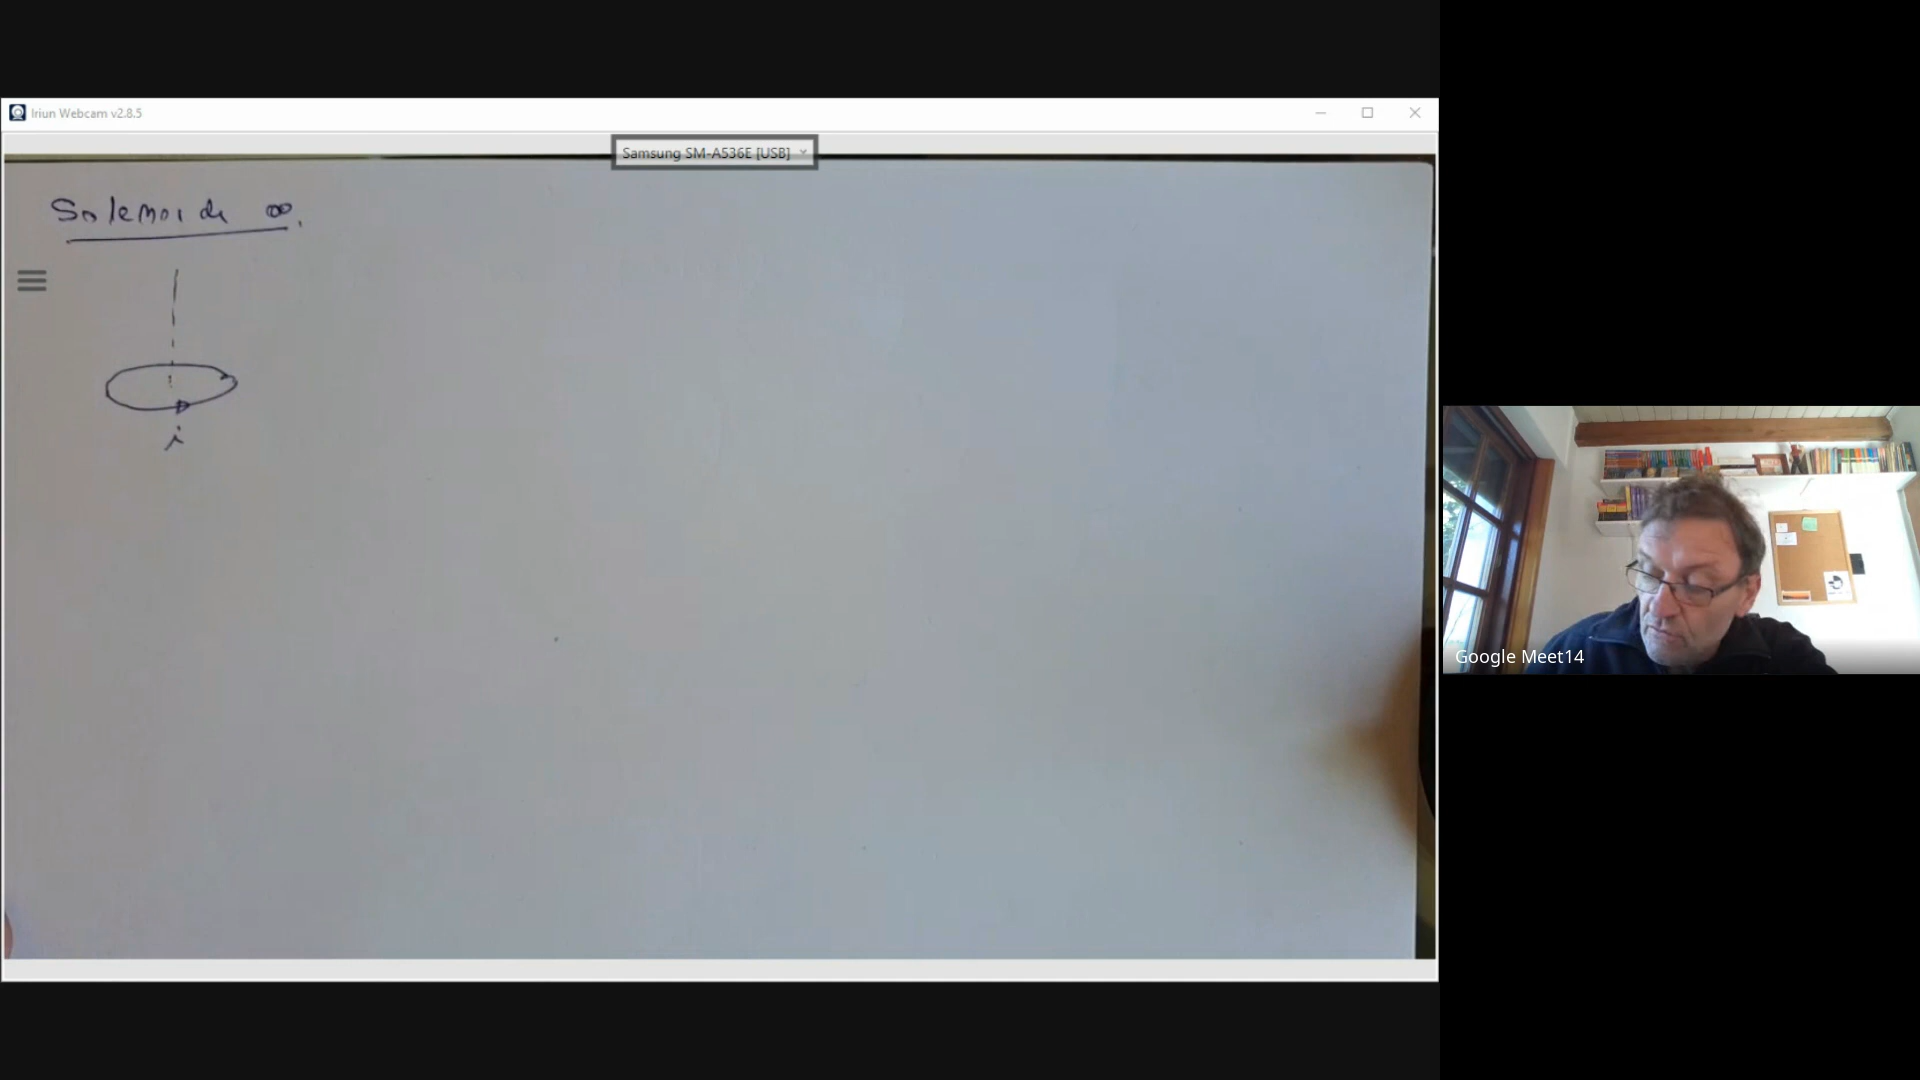 Iriun Webcam v2.8.5
Samsung SM-A536E [USB]
Solenoide ∞.
i
Google Meet14